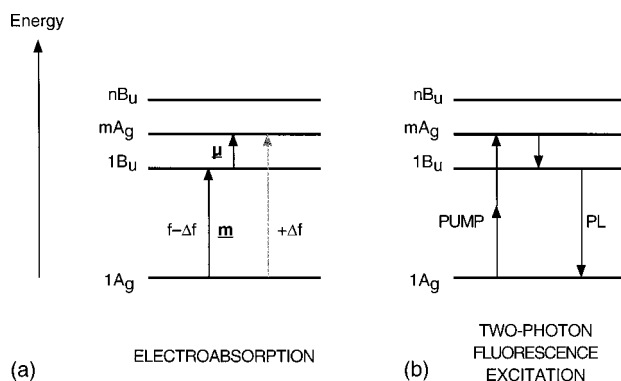 Energy
nBu
mAg
1Bu
μ
f−Δf
m
+Δf
1Ag
(a)
ELECTROABSORPTION
nBu
mAg
1Bu
PUMP
PL
1Ag
(b)
TWO-PHOTON
FLUORESCENCE
EXCITATION